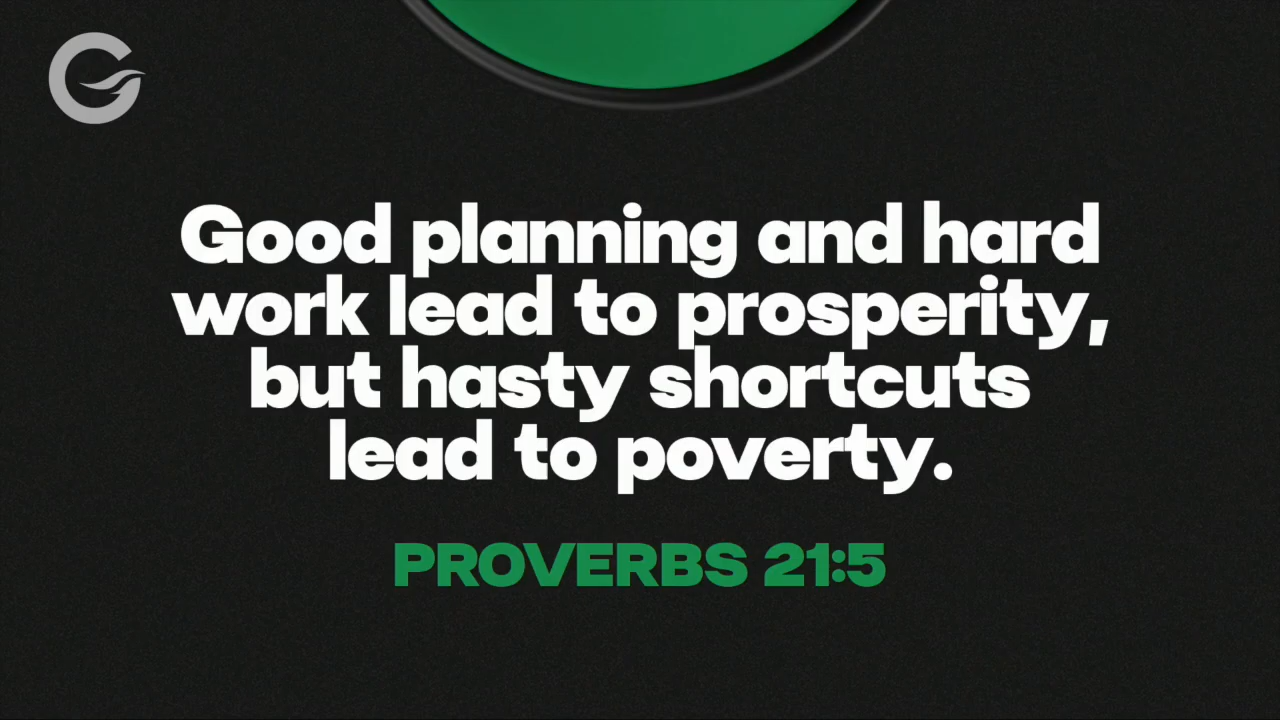 Good planning and hard
work lead to prosperity,
but hasty shortcuts
lead to poverty.
PROVERBS 21:5